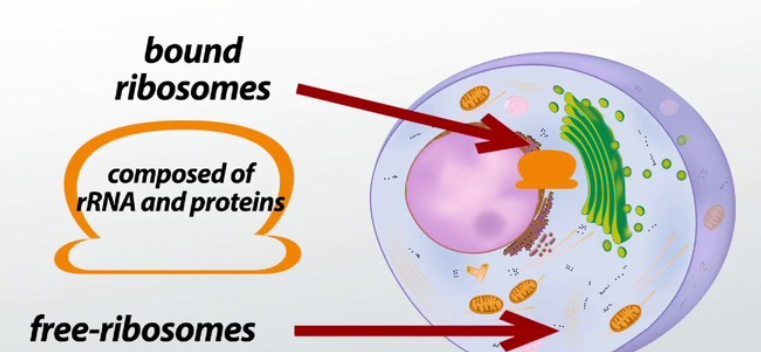 bound
ribosomes
composed of
rRNA and proteins
free-ribosomes